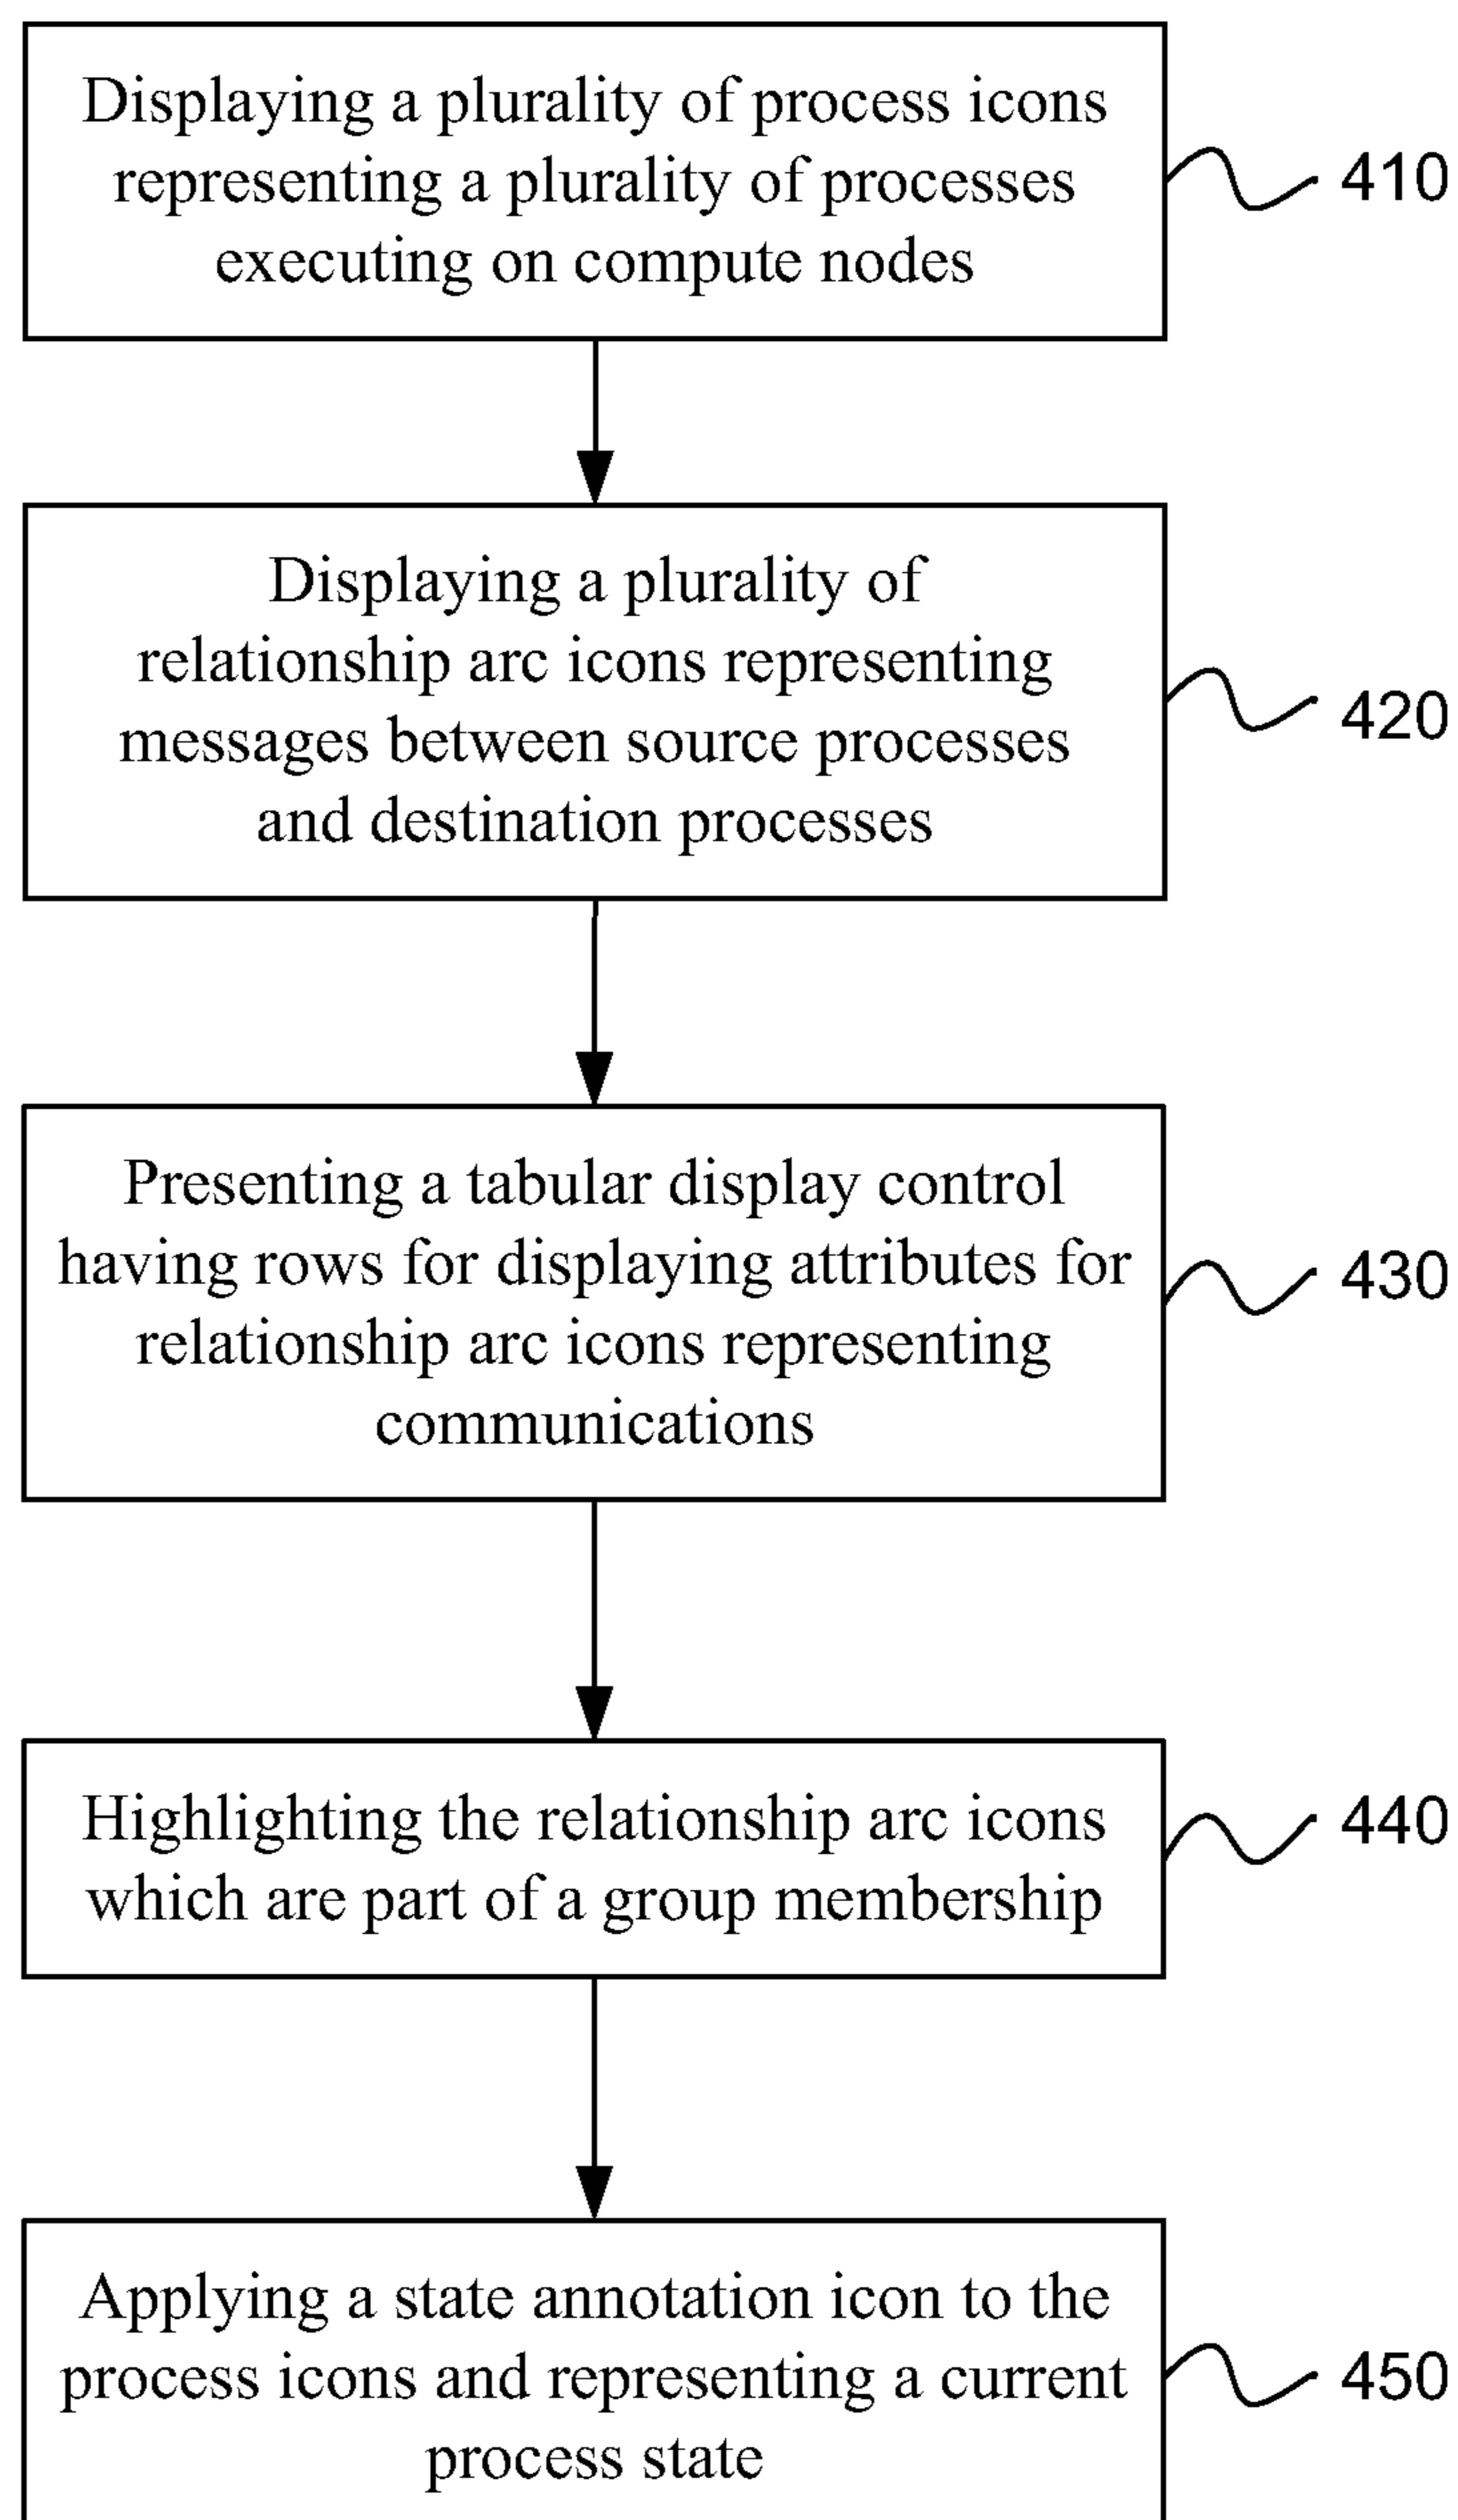 Displaying a plurality of process icons
representing a plurality of processes
executing on compute nodes
410
Displaying a plurality of
relationship arc icons representing
messages between source processes
and destination processes
420
Presenting a tabular display control
having rows for displaying attributes for
relationship arc icons representing
communications
430
Highlighting the relationship arc icons
which are part of a group membership
440
Applying a state annotation icon to the
process icons and representing a current
process state
450